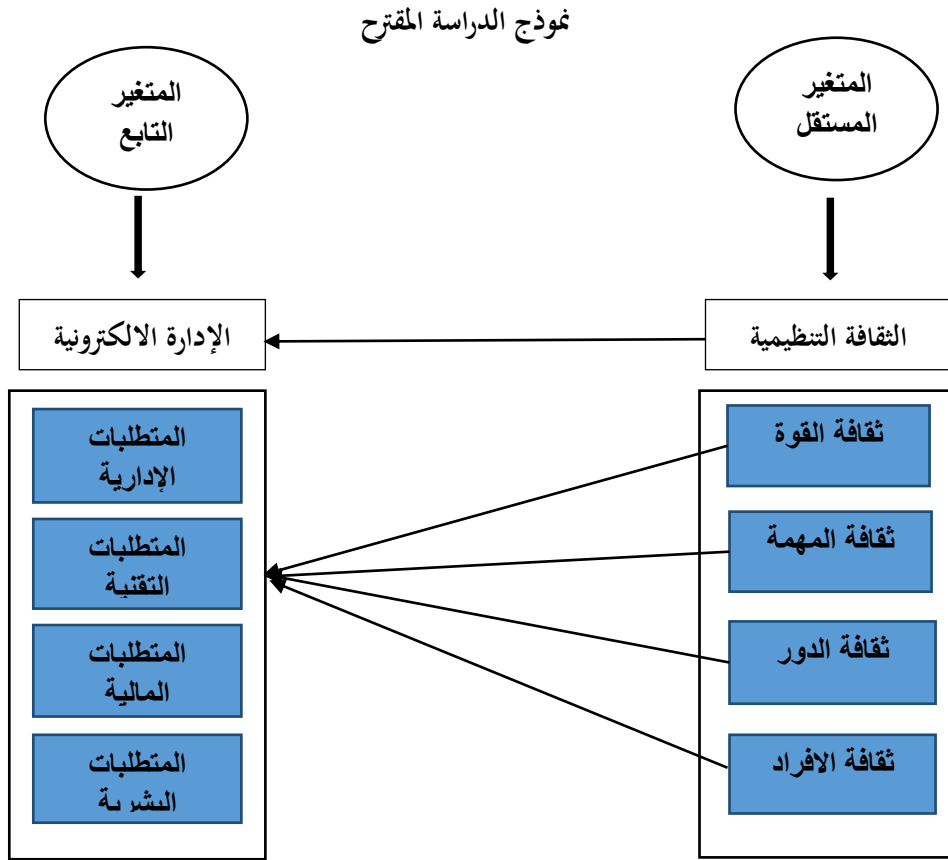 نموذج الدراسة المقترح
المتغير
المستقل
المتغير
التابع
الثقافة التنظيمية
الإدارة الالكترونية
ثقافة القوة
ثقافة المهمة
ثقافة الدور
ثقافة الافراد
المتطلبات
الإدارية
المتطلبات
التقنية
المتطلبات
المالية
المتطلبات
البشرية